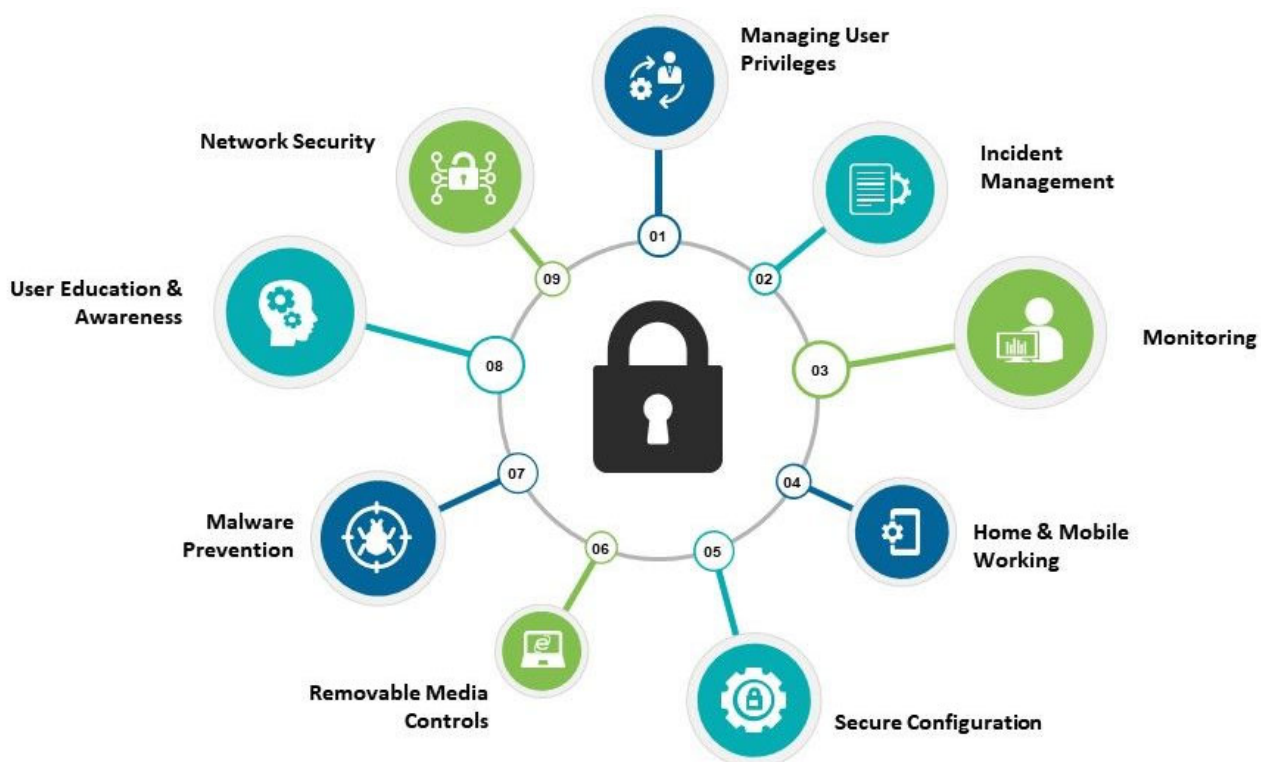 01
Managing User
Privileges
02
Incident
Management
03
Monitoring
04
Home & Mobile
Working
05
Secure Configuration
06
Removable Media
Controls
07
Malware
Prevention
08
User Education &
Awareness
09
Network Security